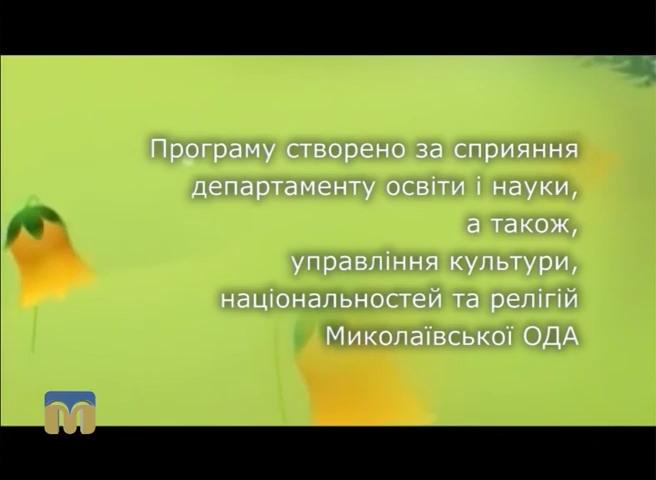 Програму створено за сприяння
департаменту освіти і науки,
а також,
управління культури,
національностей та релігій
Миколаївської ОДА